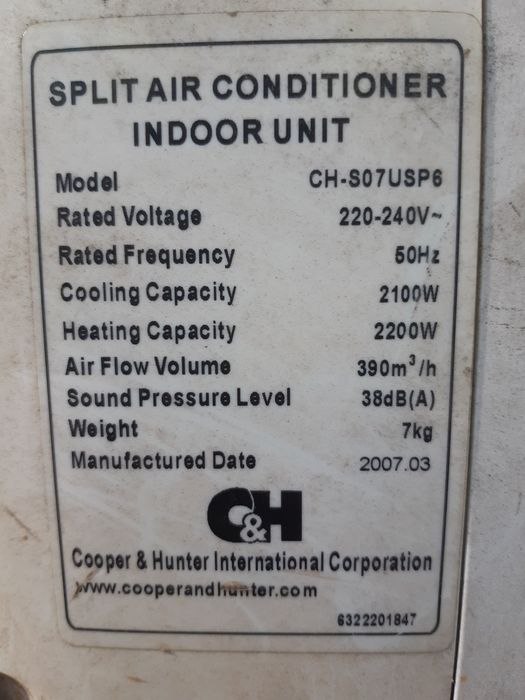 SPLIT AIR CONDITIONER
INDOOR UNIT
Model CH-S07USP6
Rated Voltage 220-240V~
Rated Frequency 50Hz
Cooling Capacity 2100W
Heating Capacity 2200W
Air Flow Volume 390m³/h
Sound Pressure Level 38dB(A)
Weight 7kg
Manufactured Date 2007.03
C&H
Cooper & Hunter International Corporation
www.cooperandhunter.com
6322201847